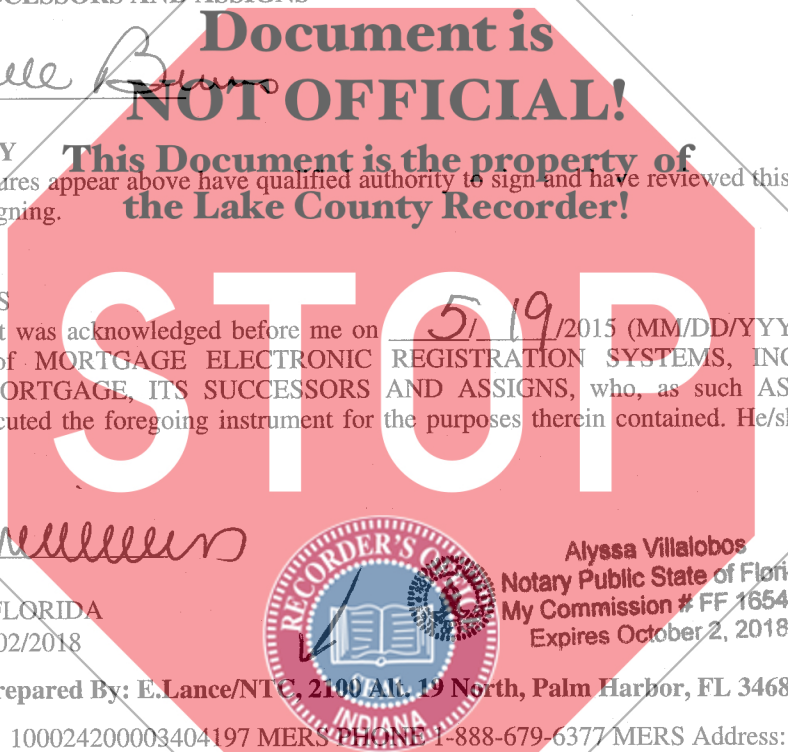 CCESSORS AND ASSIGNS
Document is
NOT OFFICIAL!
This Document is the property of
the Lake County Recorder!
Y
ures appear above have qualified authority to sign and have reviewed this
gning.
STOP
S
t was acknowledged before me on 5/19/2015 (MM/DD/YYY
of MORTGAGE ELECTRONIC REGISTRATION SYSTEMS, INC
ORTGAGE, ITS SUCCESSORS AND ASSIGNS, who, as such AS
cuted the foregoing instrument for the purposes therein contained. He/sh
RECORDER'S
INDIANA
Alyssa Villalobos
Notary Public State of Flori
My Commission # FF 1654
Expires October 2, 2018
FLORIDA
02/2018
repared By: E.Lance/NTC, 2100 Alt. 19 North, Palm Harbor, FL 3468
100024200003404197 MERS PHONE 1-888-679-6377 MERS Address: